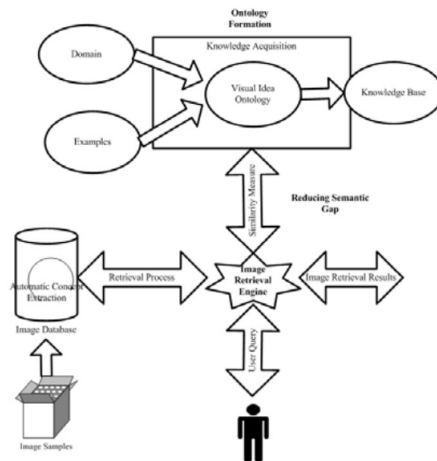 Ontology
Formation
Knowledge Acquisition
Domain
Visual Idea
Ontology
Knowledge Base
Examples
Similarity Measure
Reducing Semantic
Gap
Automatic Concept
Extraction
Retrieval Process
Image
Retrieval
Engine
Image Retrieval Results
Image Database
User Query
Image Samples